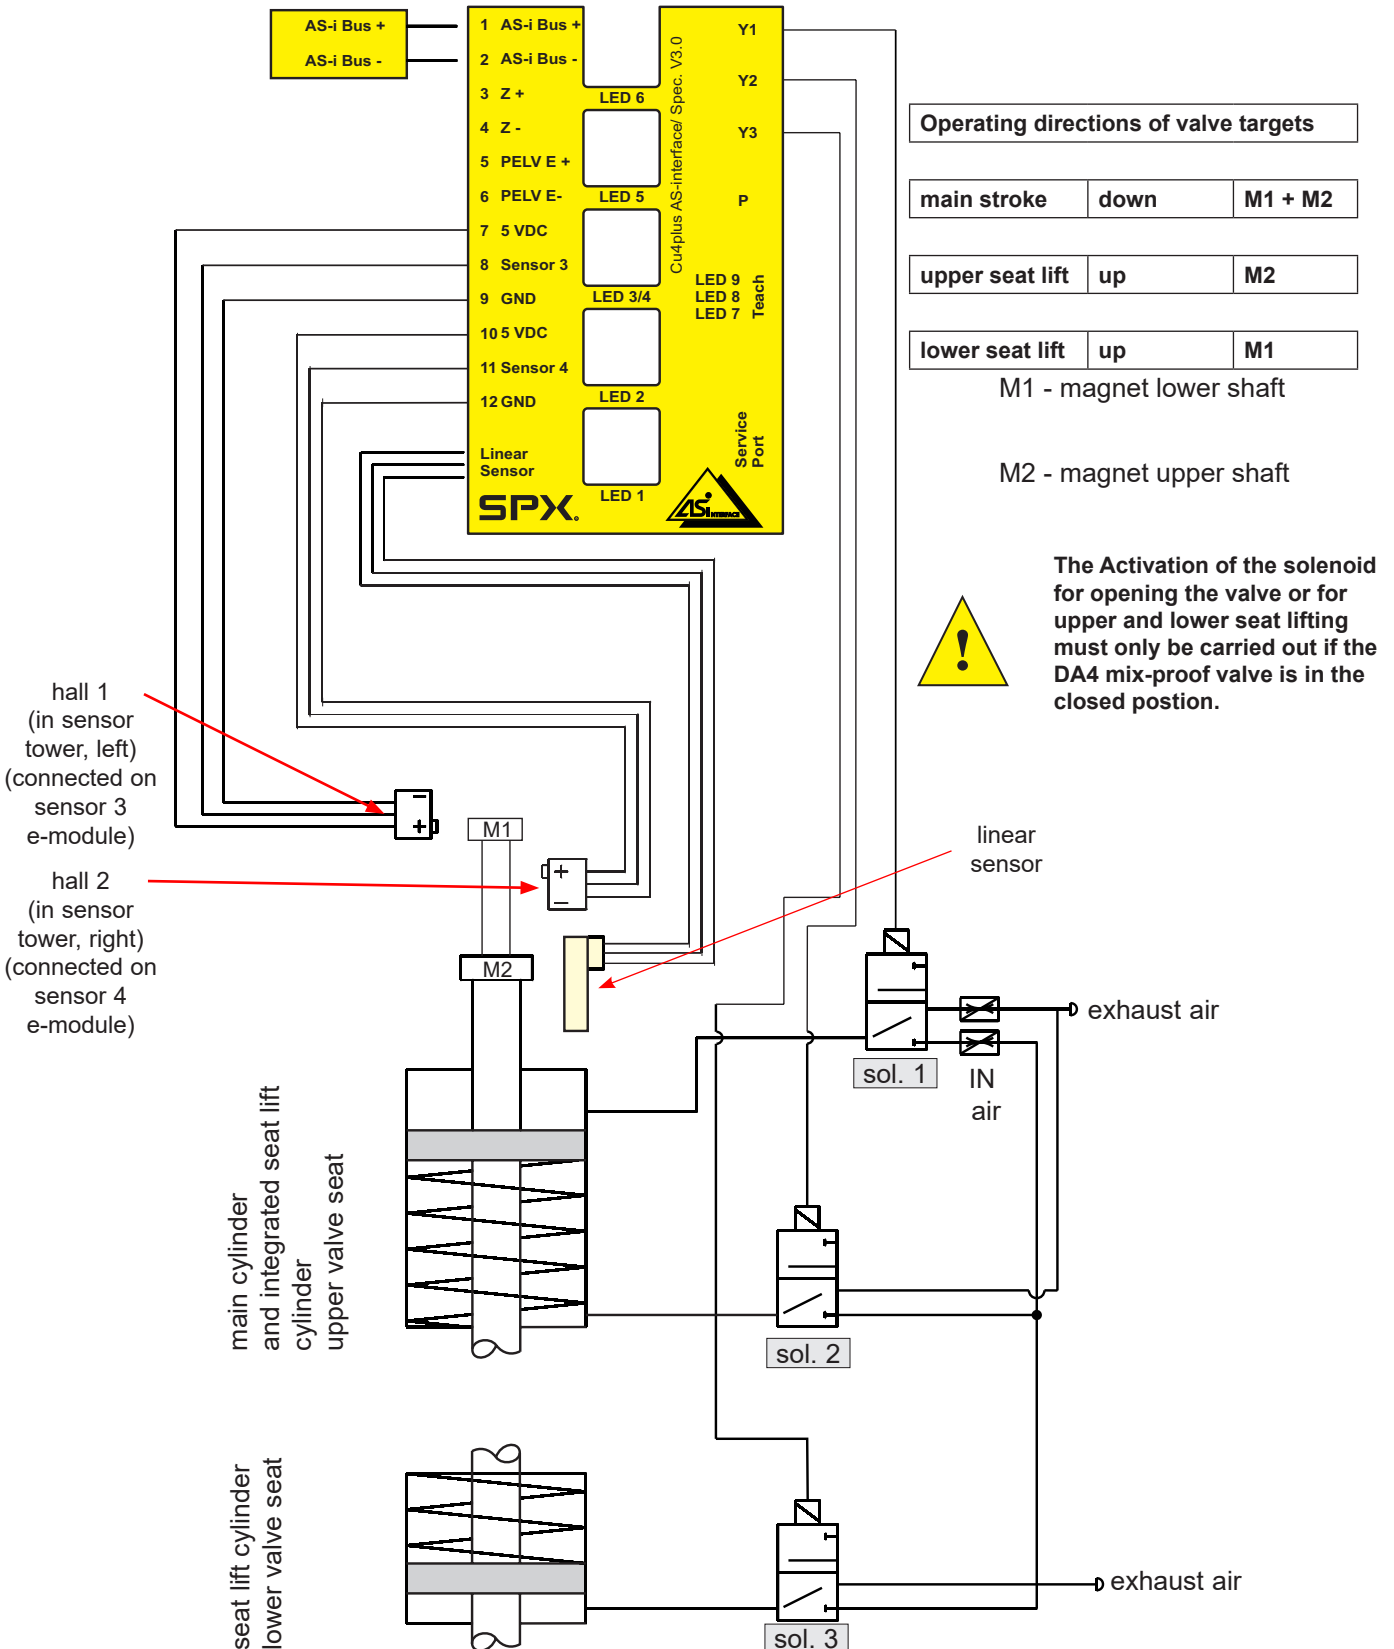 AS-i Bus +
AS-i Bus -
1 AS-i Bus +
2 AS-i Bus -
3 Z +
4 Z -
5 PELV E +
6 PELV E-
7 5 VDC
8 Sensor 3
9 GND
10 5 VDC
11 Sensor 4
12 GND
Linear
Sensor
SPX.
LED 6
LED 5
LED 3/4
LED 2
LED 1
Cu4plus AS-interface/ Spec. V3.0
Y1
Y2
Y3
P
LED 9
LED 8
LED 7
Teach
Service
Port
ASi INTERFACE
Operating directions of valve targets
main stroke down M1 + M2
upper seat lift up M2
lower seat lift up M1
M1 - magnet lower shaft
M2 - magnet upper shaft
!
The Activation of the solenoid
for opening the valve or for
upper and lower seat lifting
must only be carried out if the
DA4 mix-proof valve is in the
closed postion.
hall 1
(in sensor
tower, left)
(connected on
sensor 3
e-module)
hall 2
(in sensor
tower, right)
(connected on
sensor 4
e-module)
- 
+
M1
+
-
M2
linear
sensor
exhaust air
sol. 1
IN
air
main cylinder
and integrated seat lift
cylinder
upper valve seat
sol. 2
seat lift cylinder
lower valve seat
exhaust air
sol. 3